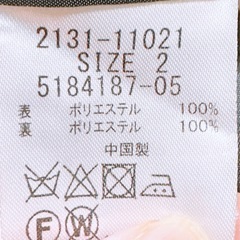 2131-11021
SIZE 2
5184187-05
表 ポリエステル 100%
裏 ポリエステル 100%
中国製
F W